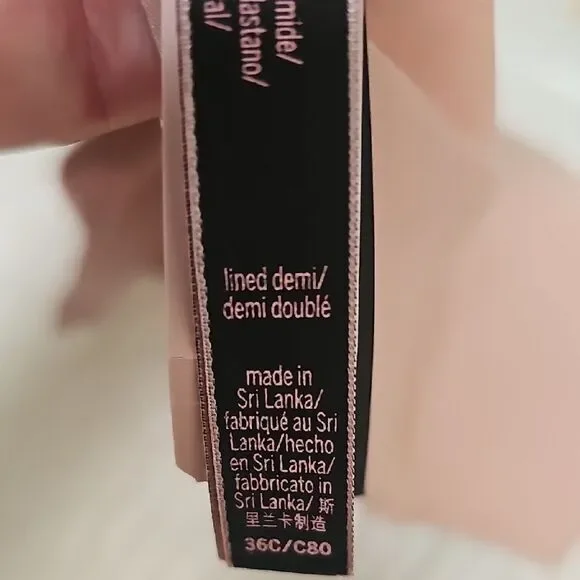 mide/
lastano/
al/
lined demi/
demi doublé
made in
Sri Lanka/
fabriqué au Sri
Lanka/hecho
en Sri Lanka/
fabbricato in
Sri Lanka/ 斯
里兰卡制造
36C/C80